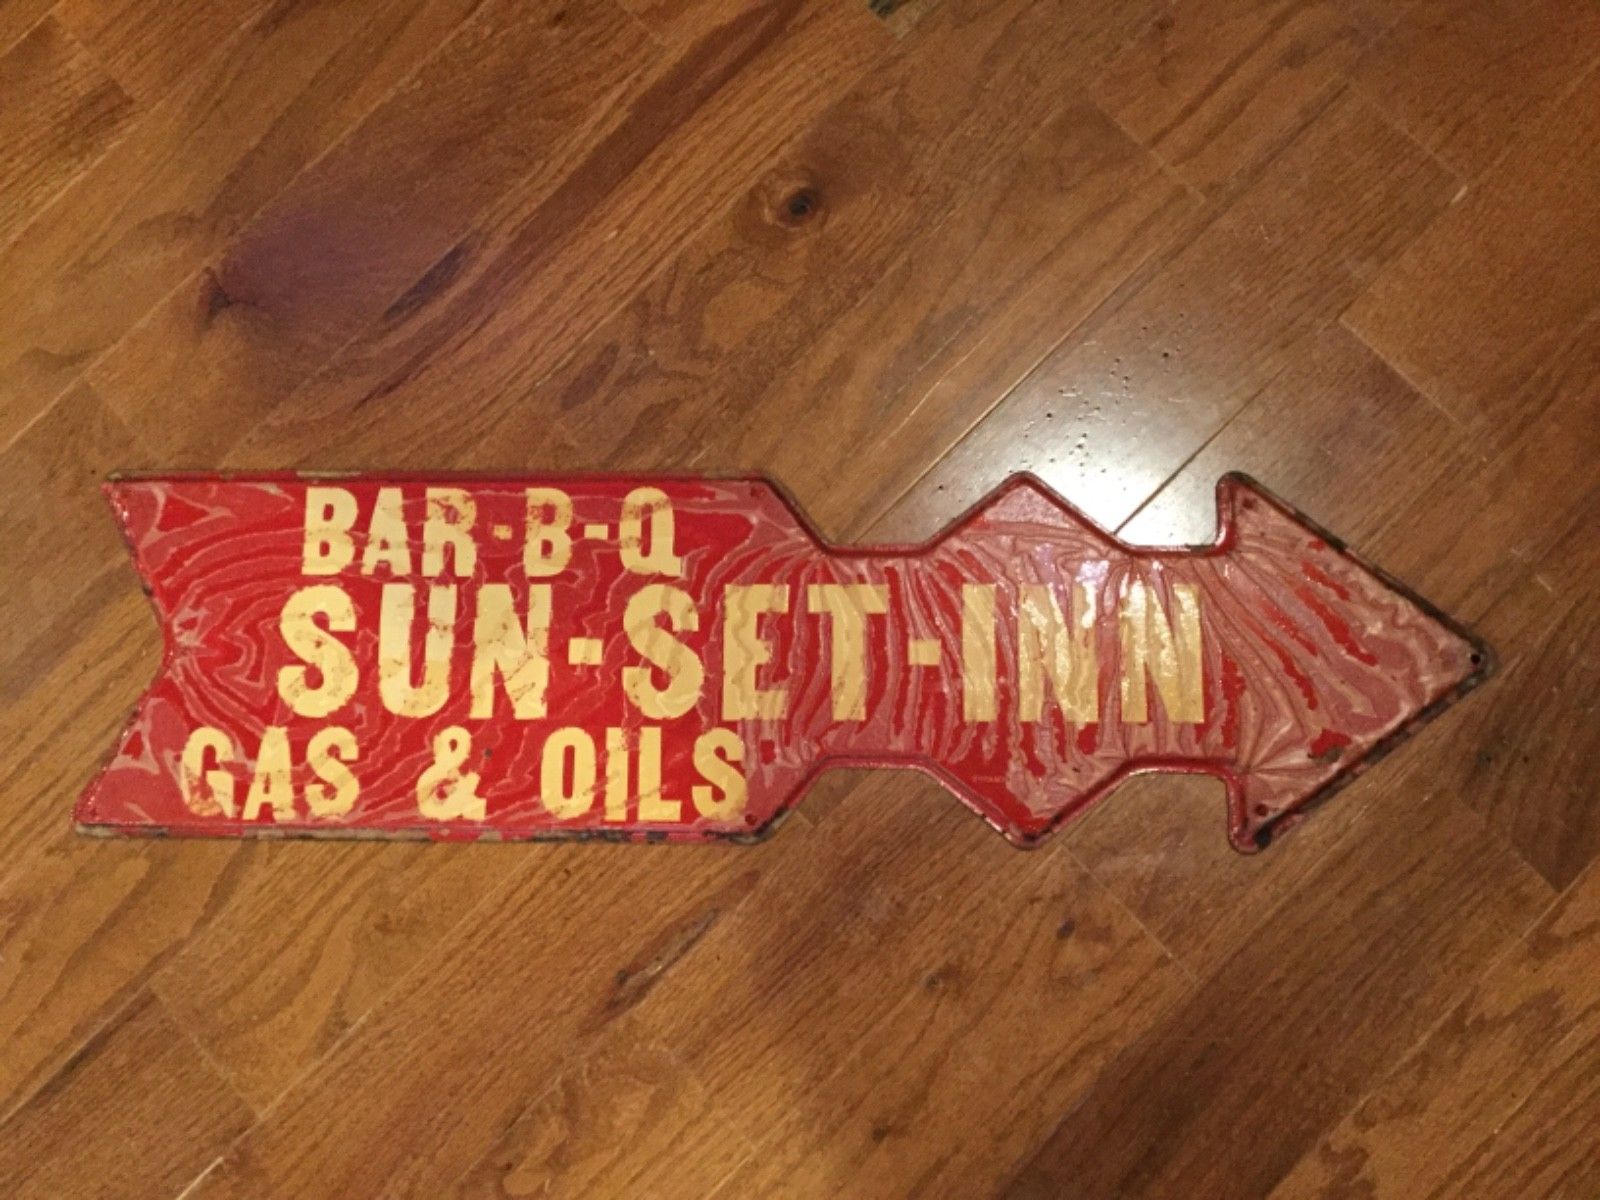 BAR-B-Q
SUN-SET-INN
GAS & OILS